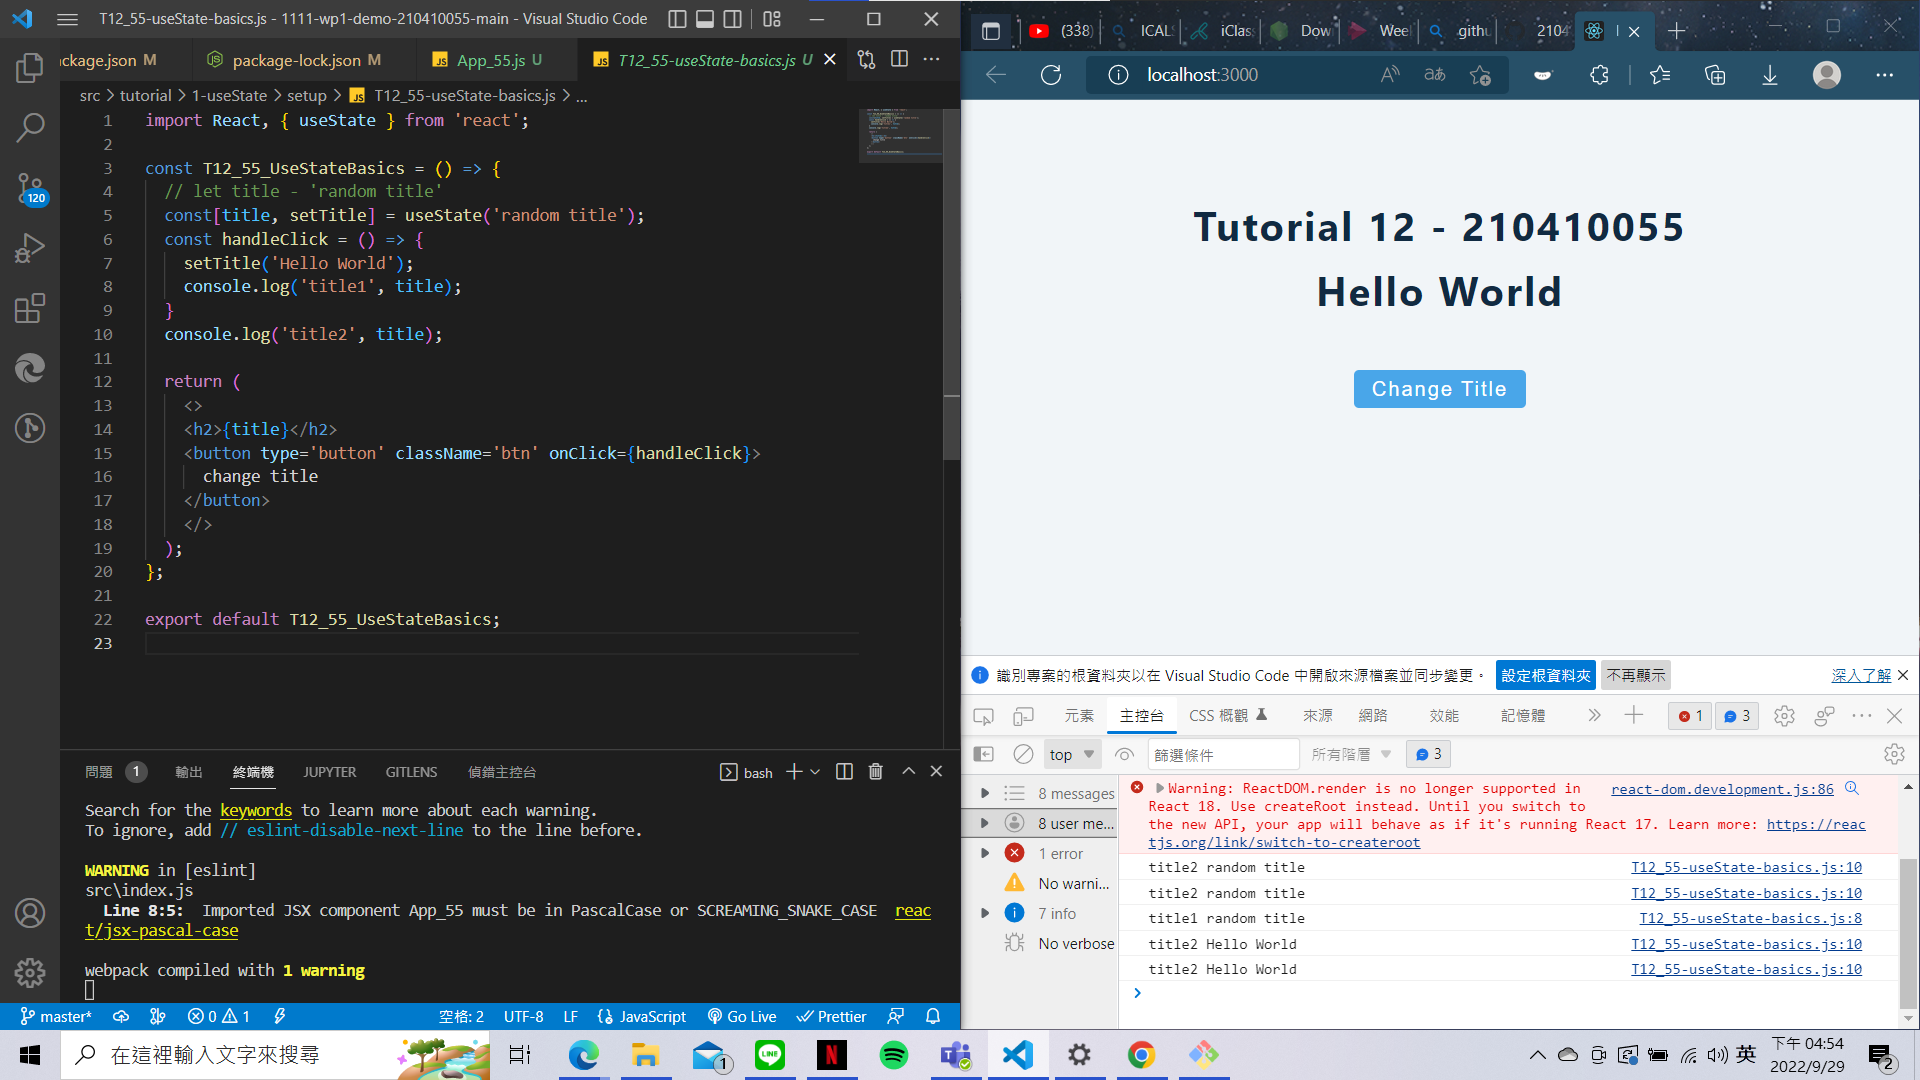 T12_55-useState-basics.js - 1111-wp1-demo-210410055-main - Visual Studio Code
ckage.json M
package-lock.json M
App_55.js U
T12_55-useState-basics.js U
src > tutorial > 1-useState > setup > T12_55-useState-basics.js > ...
1 import React, { useState } from 'react';
2
3 const T12_55_UseStateBasics = () => {
4 // let title - 'random title'
5 const[title, setTitle] = useState('random title');
6 const handleClick = () => {
7 setTitle('Hello World');
8 console.log('title1', title);
9 }
10 console.log('title2', title);
11
12 return (
13 <>
14 <h2>{title}</h2>
15 <button type='button' className='btn' onClick={handleClick}>
16 change title
17 </button>
18 </>
19 );
20 };
21
22 export default T12_55_UseStateBasics;
23
120
問題 1 輸出 終端機 JUPYTER GITLENS 偵錯主控台
bash
Search for the keywords to learn more about each warning.
To ignore, add // eslint-disable-next-line to the line before.
WARNING in [eslint]
src\index.js
Line 8:5: Imported JSX component App_55 must be in PascalCase or SCREAMING_SNAKE_CASE reac
t/jsx-pascal-case
webpack compiled with 1 warning
master* 0 1 空格: 2 UTF-8 LF JavaScript Go Live Prettier
(338) ICAL iClas Dow Wee .githu 2104
localhost:3000
Tutorial 12 - 210410055
Hello World
Change Title
識別專案的根資料夾以在 Visual Studio Code 中開啟來源檔案並同步變更。 設定根資料夾 不再顯示 深入了解
元素 主控台 CSS 概觀 來源 網路 效能 記憶體 1 3
top 篩選條件 所有階層 3
8 messages
8 user me...
1 error
No warni...
7 info
No verbose
Warning: ReactDOM.render is no longer supported in react-dom.development.js:86
React 18. Use createRoot instead. Until you switch to
the new API, your app will behave as if it's running React 17. Learn more: https://reac
tjs.org/link/switch-to-createroot
title2 random title T12_55-useState-basics.js:10
title2 random title T12_55-useState-basics.js:10
title1 random title T12_55-useState-basics.js:8
title2 Hello World T12_55-useState-basics.js:10
title2 Hello World T12_55-useState-basics.js:10
在這裡輸入文字來搜尋
1
LINE
N
英
下午 04:54
2022/9/29
2